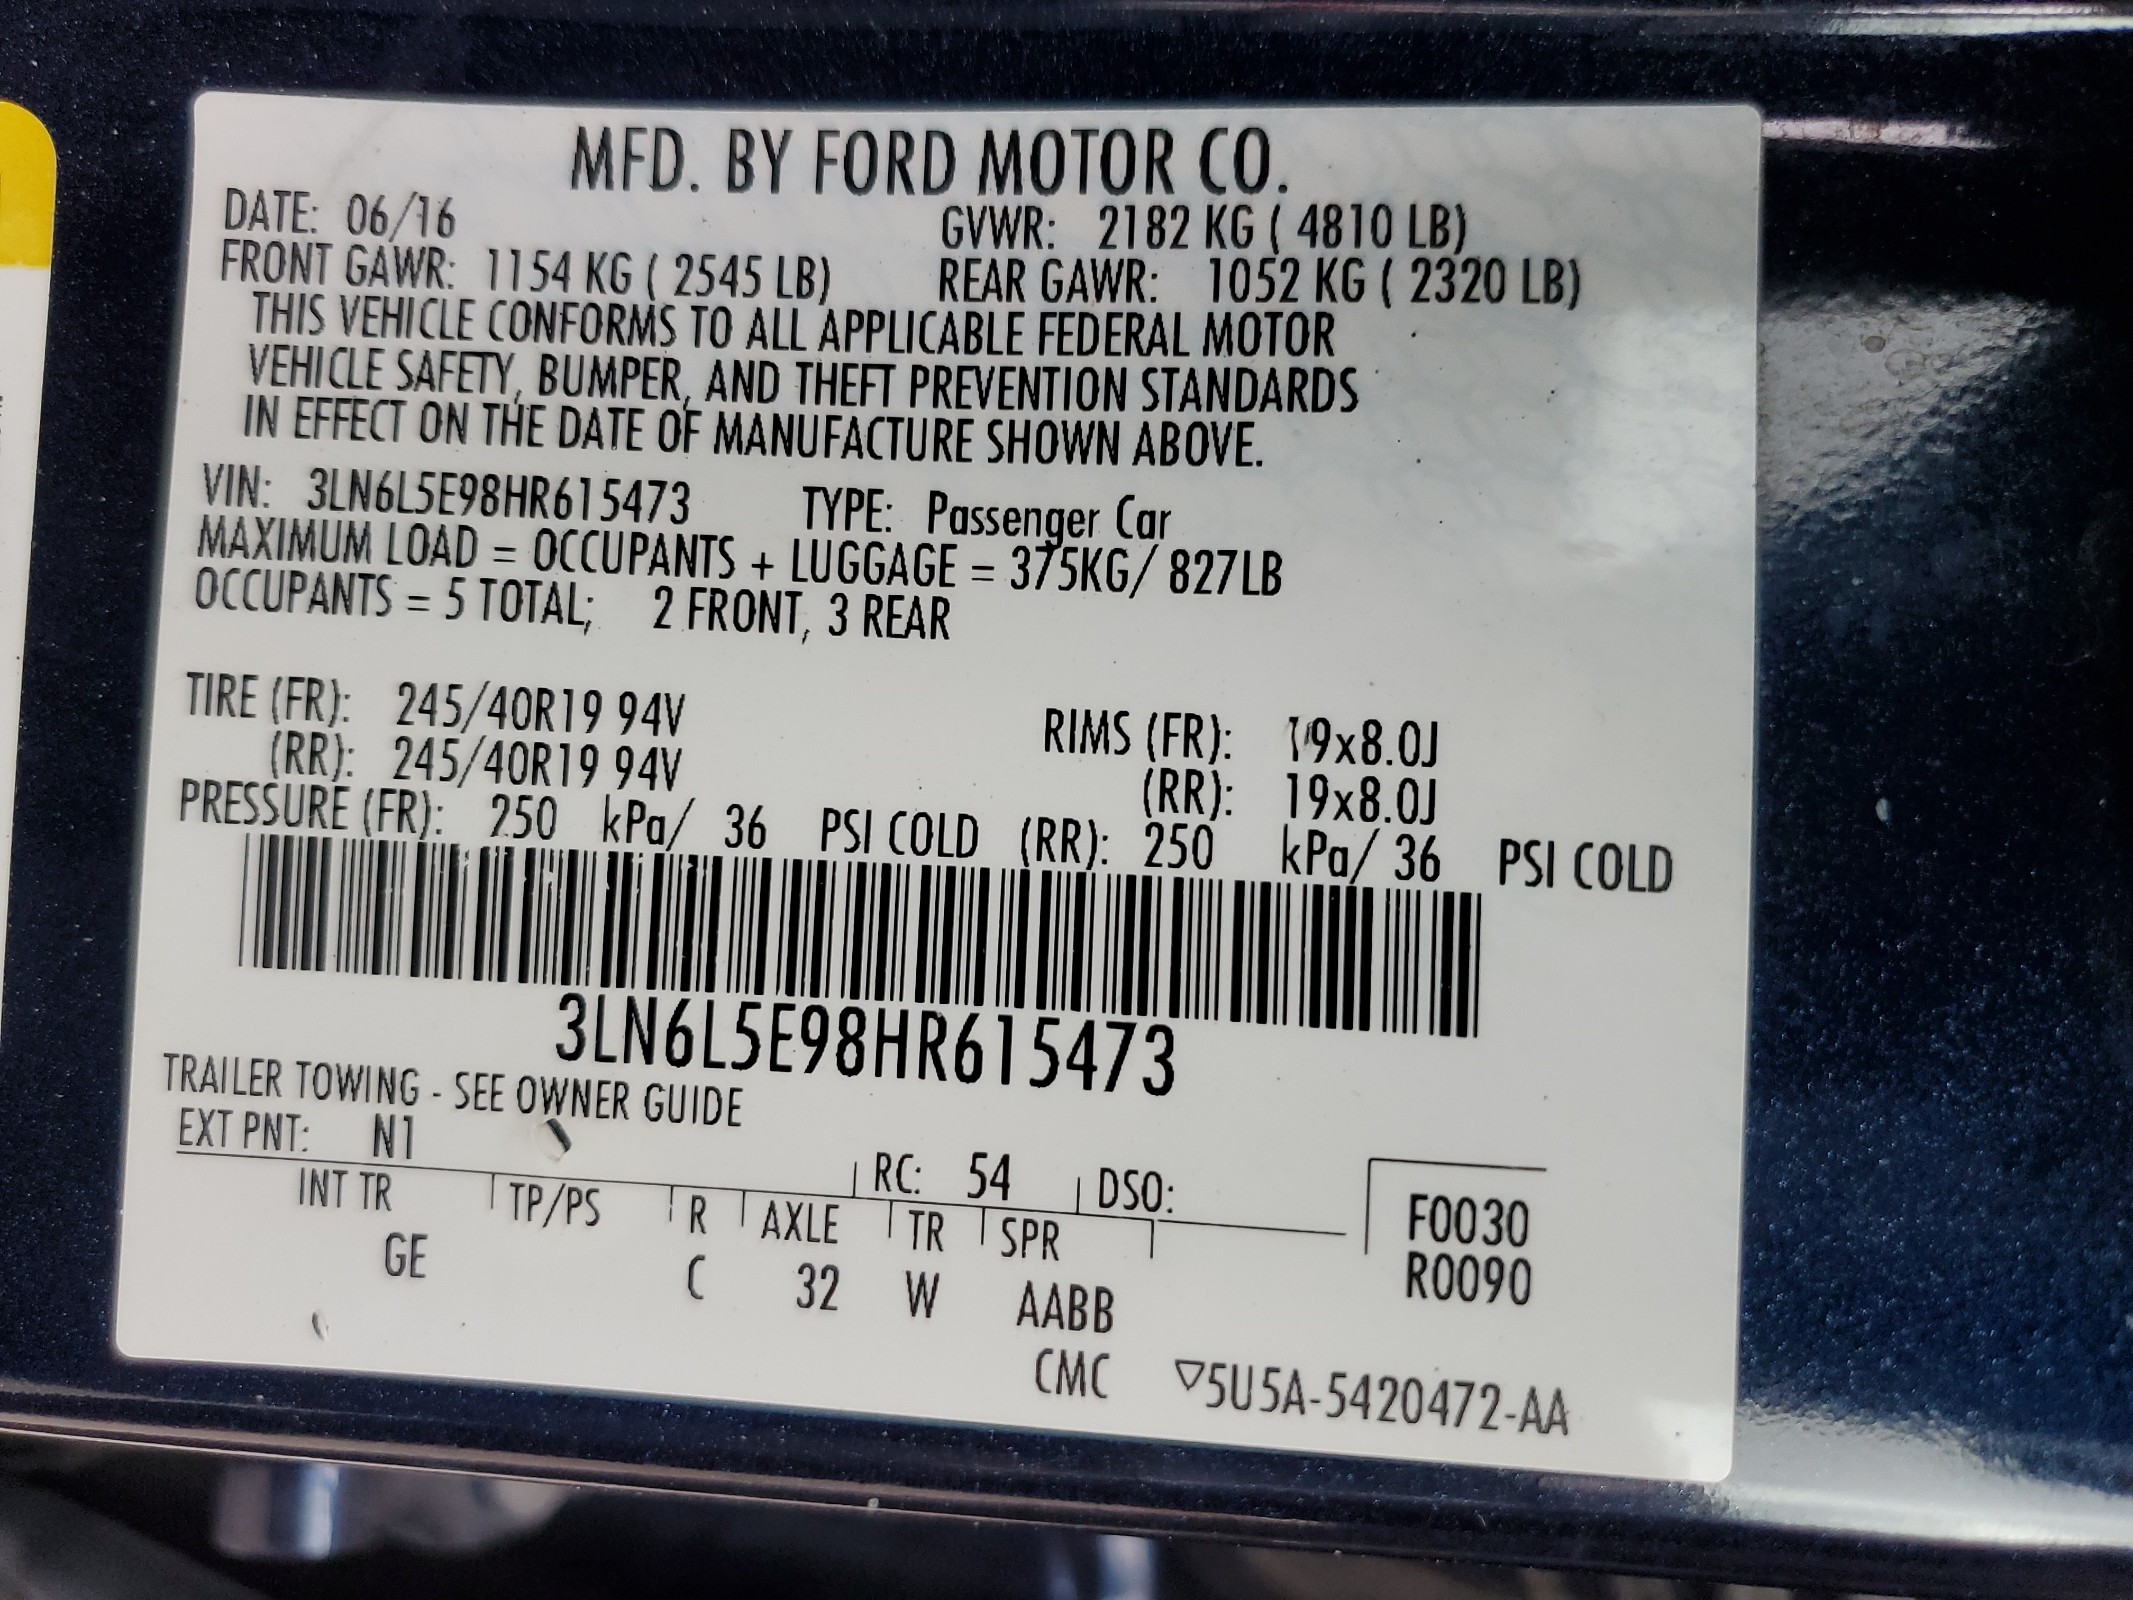 MFD. BY FORD MOTOR CO.
DATE: 06/16 GVWR: 2182 KG ( 4810 LB)
FRONT GAWR: 1154 KG ( 2545 LB) REAR GAWR: 1052 KG ( 2320 LB)
THIS VEHICLE CONFORMS TO ALL APPLICABLE FEDERAL MOTOR
VEHICLE SAFETY, BUMPER, AND THEFT PREVENTION STANDARDS
IN EFFECT ON THE DATE OF MANUFACTURE SHOWN ABOVE.
VIN: 3LN6L5E98HR615473 TYPE: Passenger Car
MAXIMUM LOAD = OCCUPANTS + LUGGAGE = 375KG/ 827LB
OCCUPANTS = 5 TOTAL; 2 FRONT, 3 REAR
TIRE (FR): 245/40R19 94V RIMS (FR): 19x8.0J
(RR): 245/40R19 94V (RR): 19x8.0J
PRESSURE (FR): 250 kPa/ 36 PSI COLD (RR): 250 kPa/ 36 PSI COLD
3LN6L5E98HR615473
TRAILER TOWING - SEE OWNER GUIDE
EXT PNT: N1 RC: 54 DSO:
INT TR TP/PS R AXLE TR SPR F0030
GE C 32 W AABB R0090
CMC ▽5U5A-5420472-AA